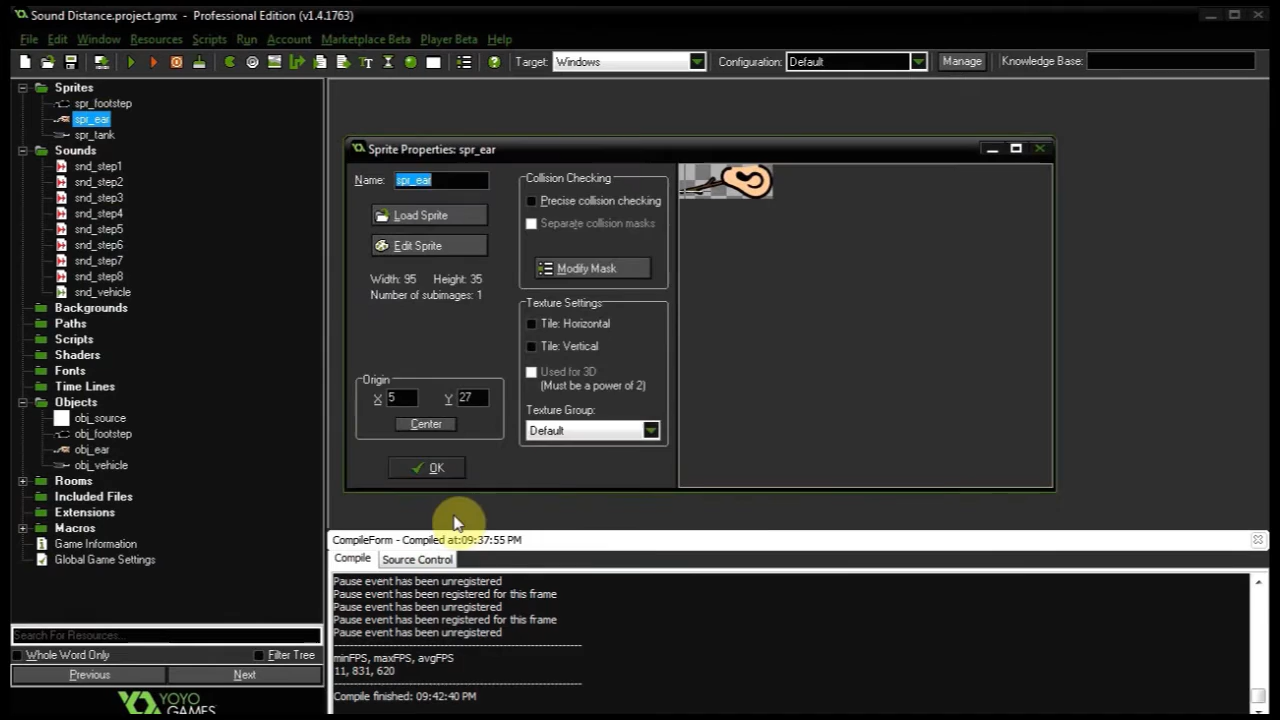 Sound Distance.project.gmx - Professional Edition (v1.4.1763)
File Edit Window Resources Scripts Run Account Marketplace Beta Player Beta Help
Target: Windows Configuration: Default Manage Knowledge Base:
Sprites
spr_footstep
spr_ear
spr_tank
Sounds
snd_step1
snd_step2
snd_step3
snd_step4
snd_step5
snd_step6
snd_step7
snd_step8
snd_vehicle
Backgrounds
Paths
Scripts
Shaders
Fonts
Time Lines
Objects
obj_source
obj_footstep
obj_ear
obj_vehicle
Rooms
Included Files
Extensions
Macros
Game Information
Global Game Settings
Search For Resources...
Whole Word Only Filter Tree
Previous Next
YOYO
GAMES
Sprite Properties: spr_ear
Name: spr_ear
Load Sprite
Edit Sprite
Width: 95 Height: 35
Number of subimages: 1
Origin
X 5 Y 27
Center
OK
Collision Checking
Precise collision checking
Separate collision masks
Modify Mask
Texture Settings
Tile: Horizontal
Tile: Vertical
Used for 3D
(Must be a power of 2)
Texture Group:
Default
CompileForm - Compiled at:09:37:55 PM
Compile Source Control
Pause event has been unregistered
Pause event has been registered for this frame
Pause event has been unregistered
Pause event has been registered for this frame
Pause event has been unregistered
minFPS, maxFPS, avgFPS
11, 831, 620
Compile finished: 09:42:40 PM